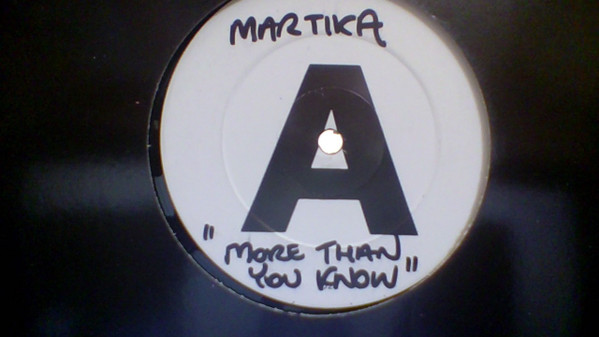 MARTIKA
A
"MORE THAN
YOU KNOW"